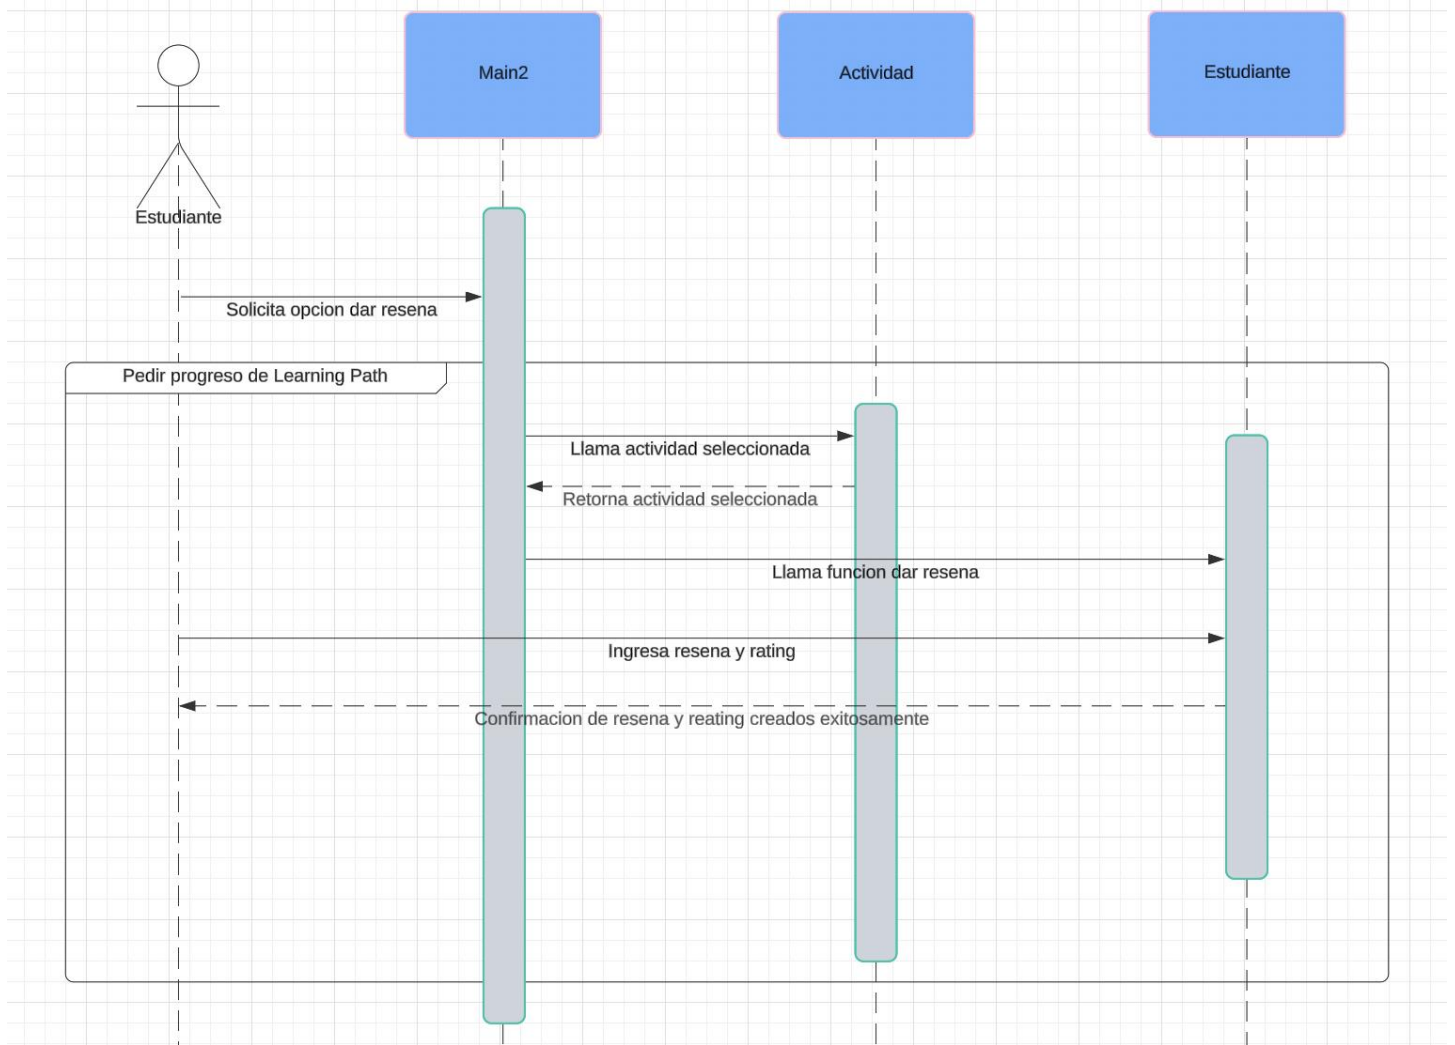 Main2
Actividad
Estudiante
Estudiante
Solicita opcion dar resena
Pedir progreso de Learning Path
Llama actividad seleccionada
Retorna actividad seleccionada
Llama funcion dar resena
Ingresa resena y rating
Confirmacion de resena y reating creados exitosamente